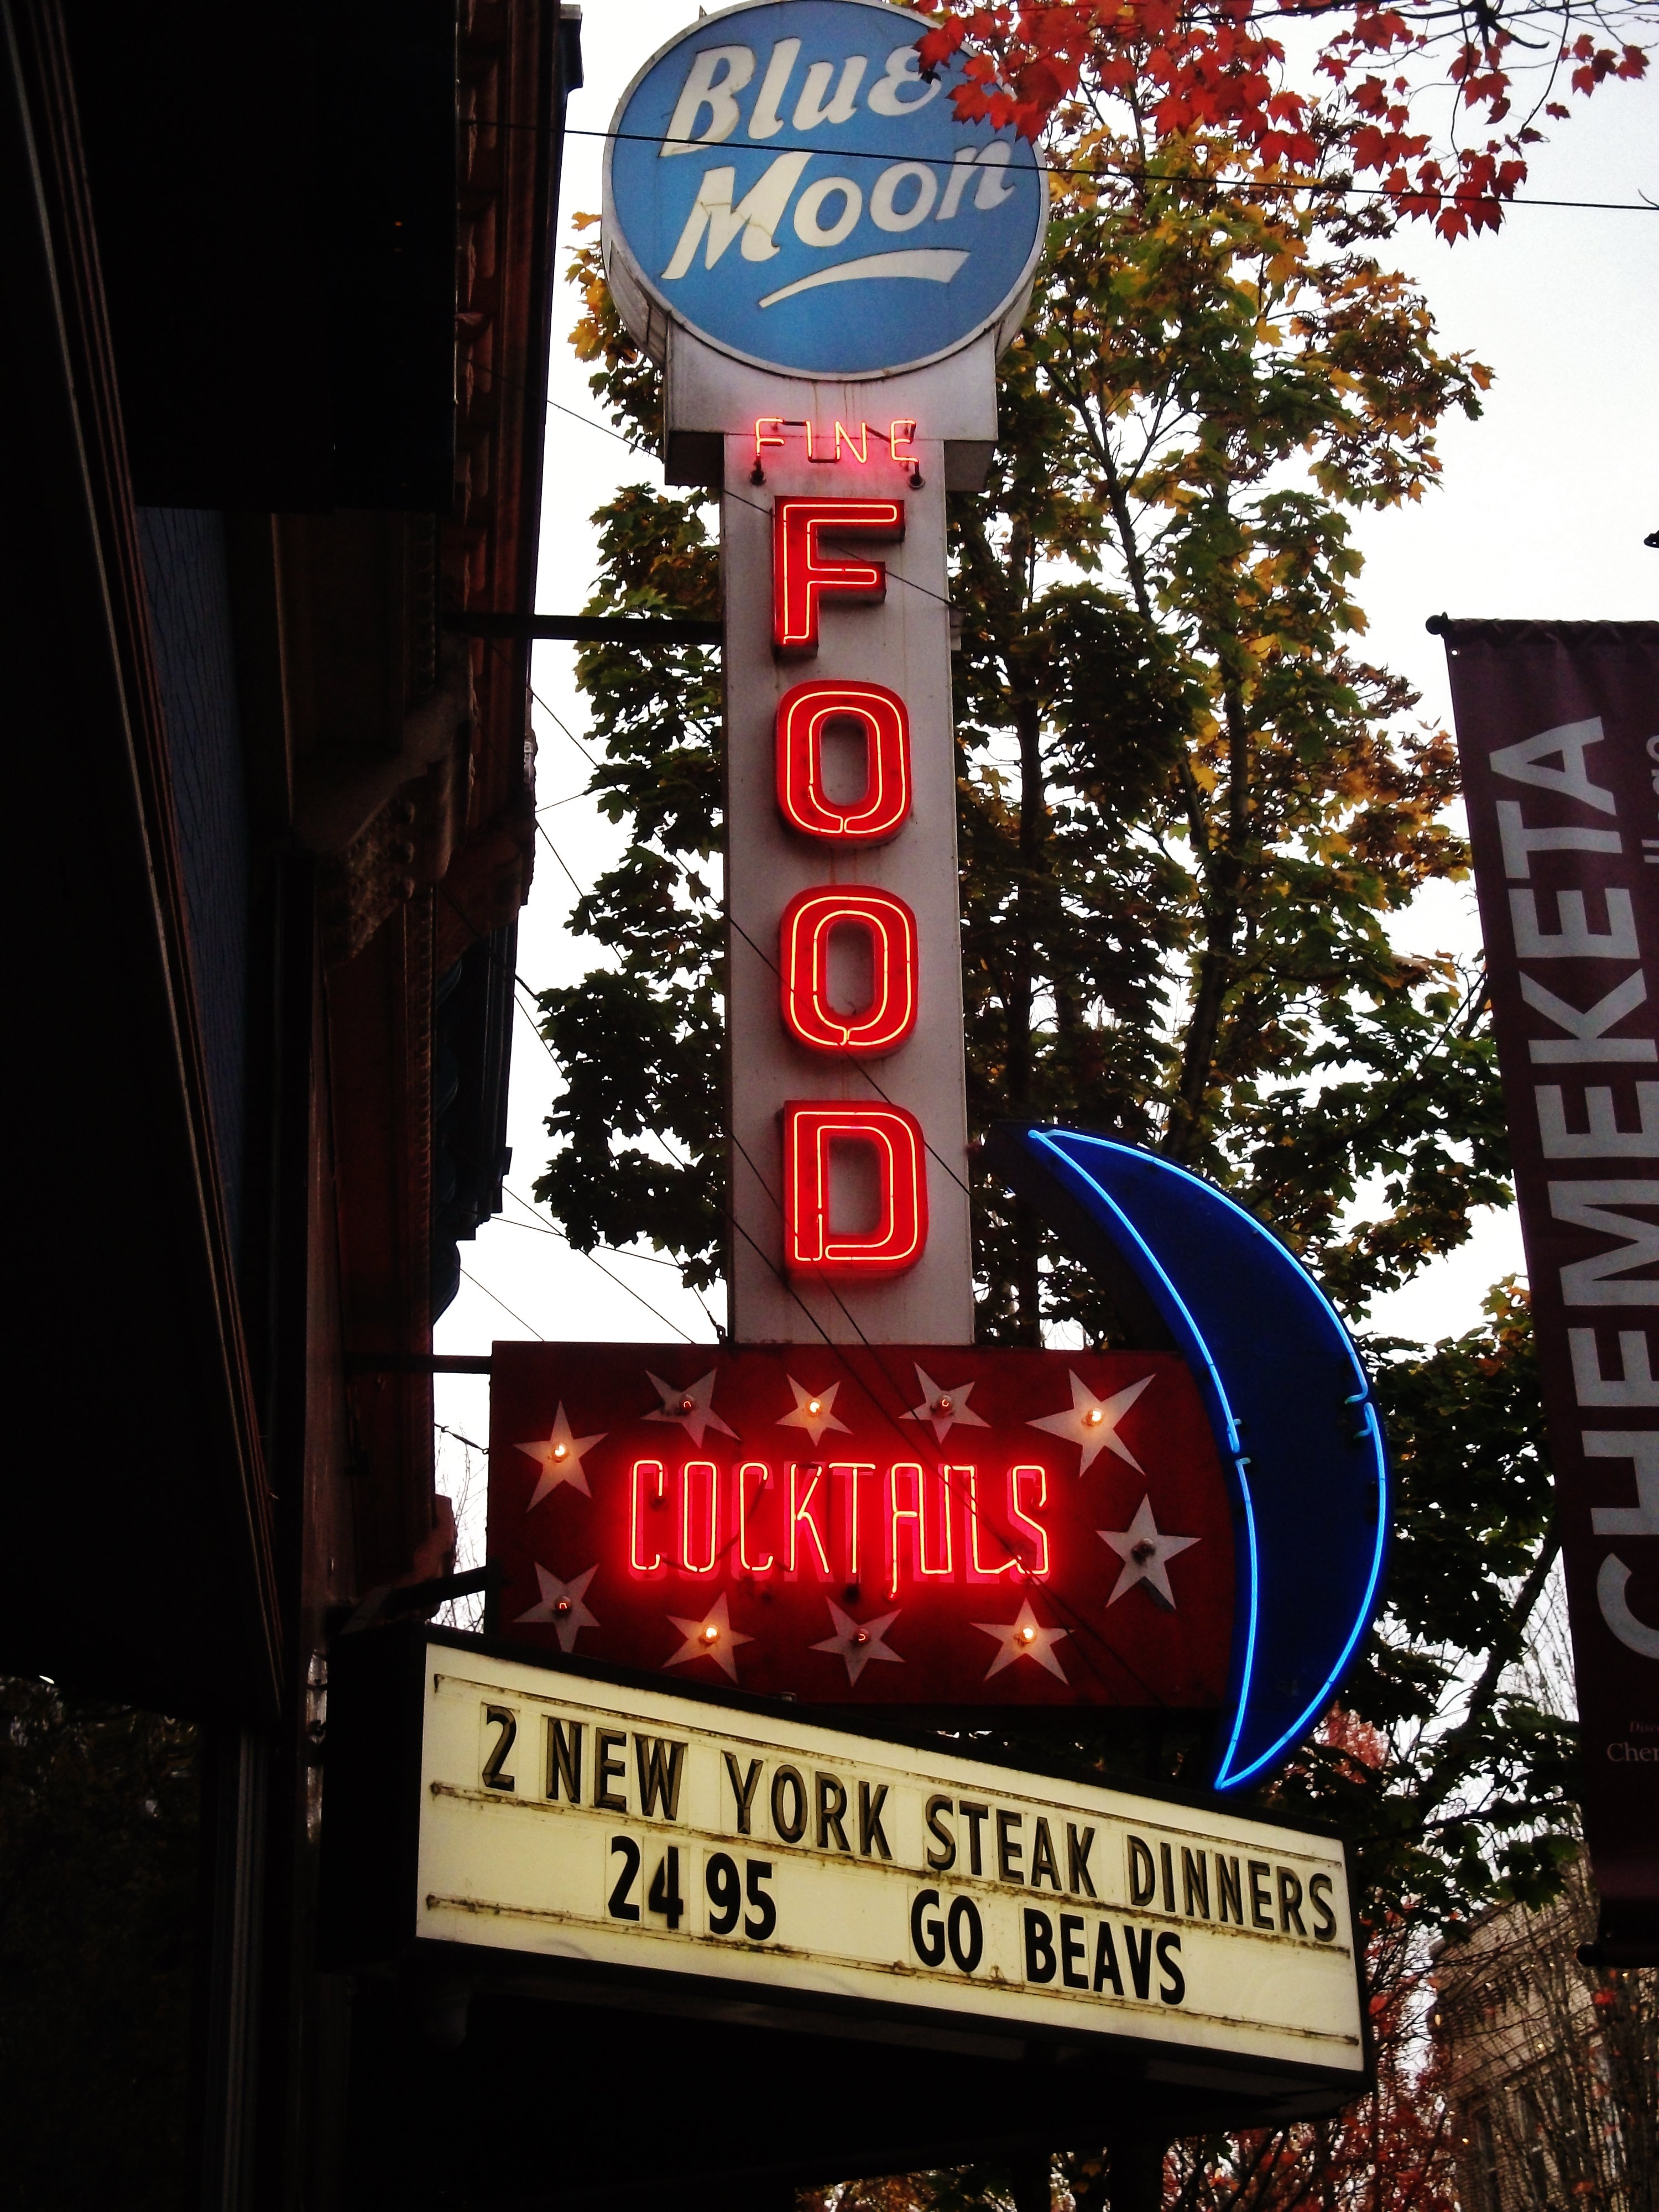 Blue
Moon
FINE
FOOD
COCKTAILS
2 NEW YORK STEAK DINNERS
24 95 GO BEAVS
CHEMEKETA